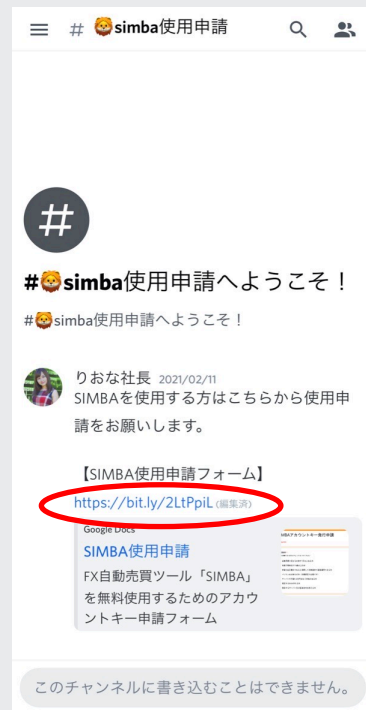 # 🦁simba使用申請
#
#🦁simba使用申請へようこそ！
#🦁simba使用申請へようこそ！
りおな社長 2021/02/11
SIMBAを使用する方はこちらから使用申
請をお願いします。
【SIMBA使用申請フォーム】
https://bit.ly/2LtPpiL (編集済)
Google Docs
SIMBA使用申請
FX自動売買ツール「SIMBA」
を無料使用するためのアカウ
ントキー申請フォーム
このチャンネルに書き込むことはできません。